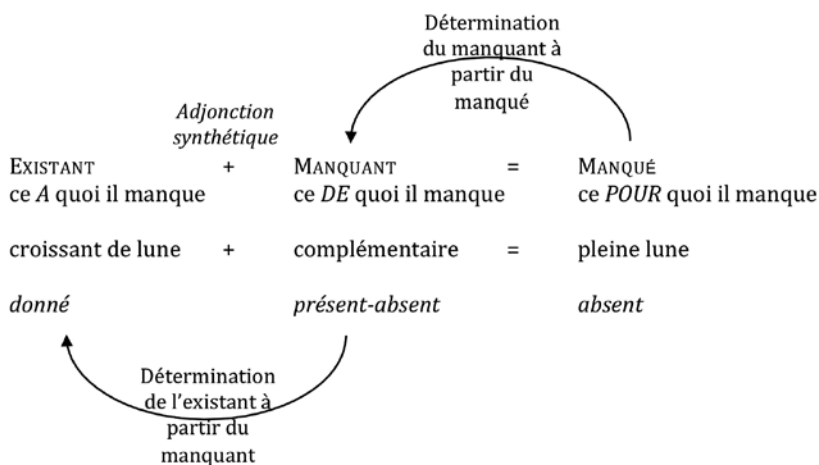 Détermination
du manquant à
partir du
manqué
Adjonction
synthétique
EXISTANT + MANQUANT = MANQUÉ
ce A quoi il manque ce DE quoi il manque ce POUR quoi il manque
croissant de lune + complémentaire = pleine lune
donné présent-absent absent
Détermination
de l'existant à
partir du
manquant